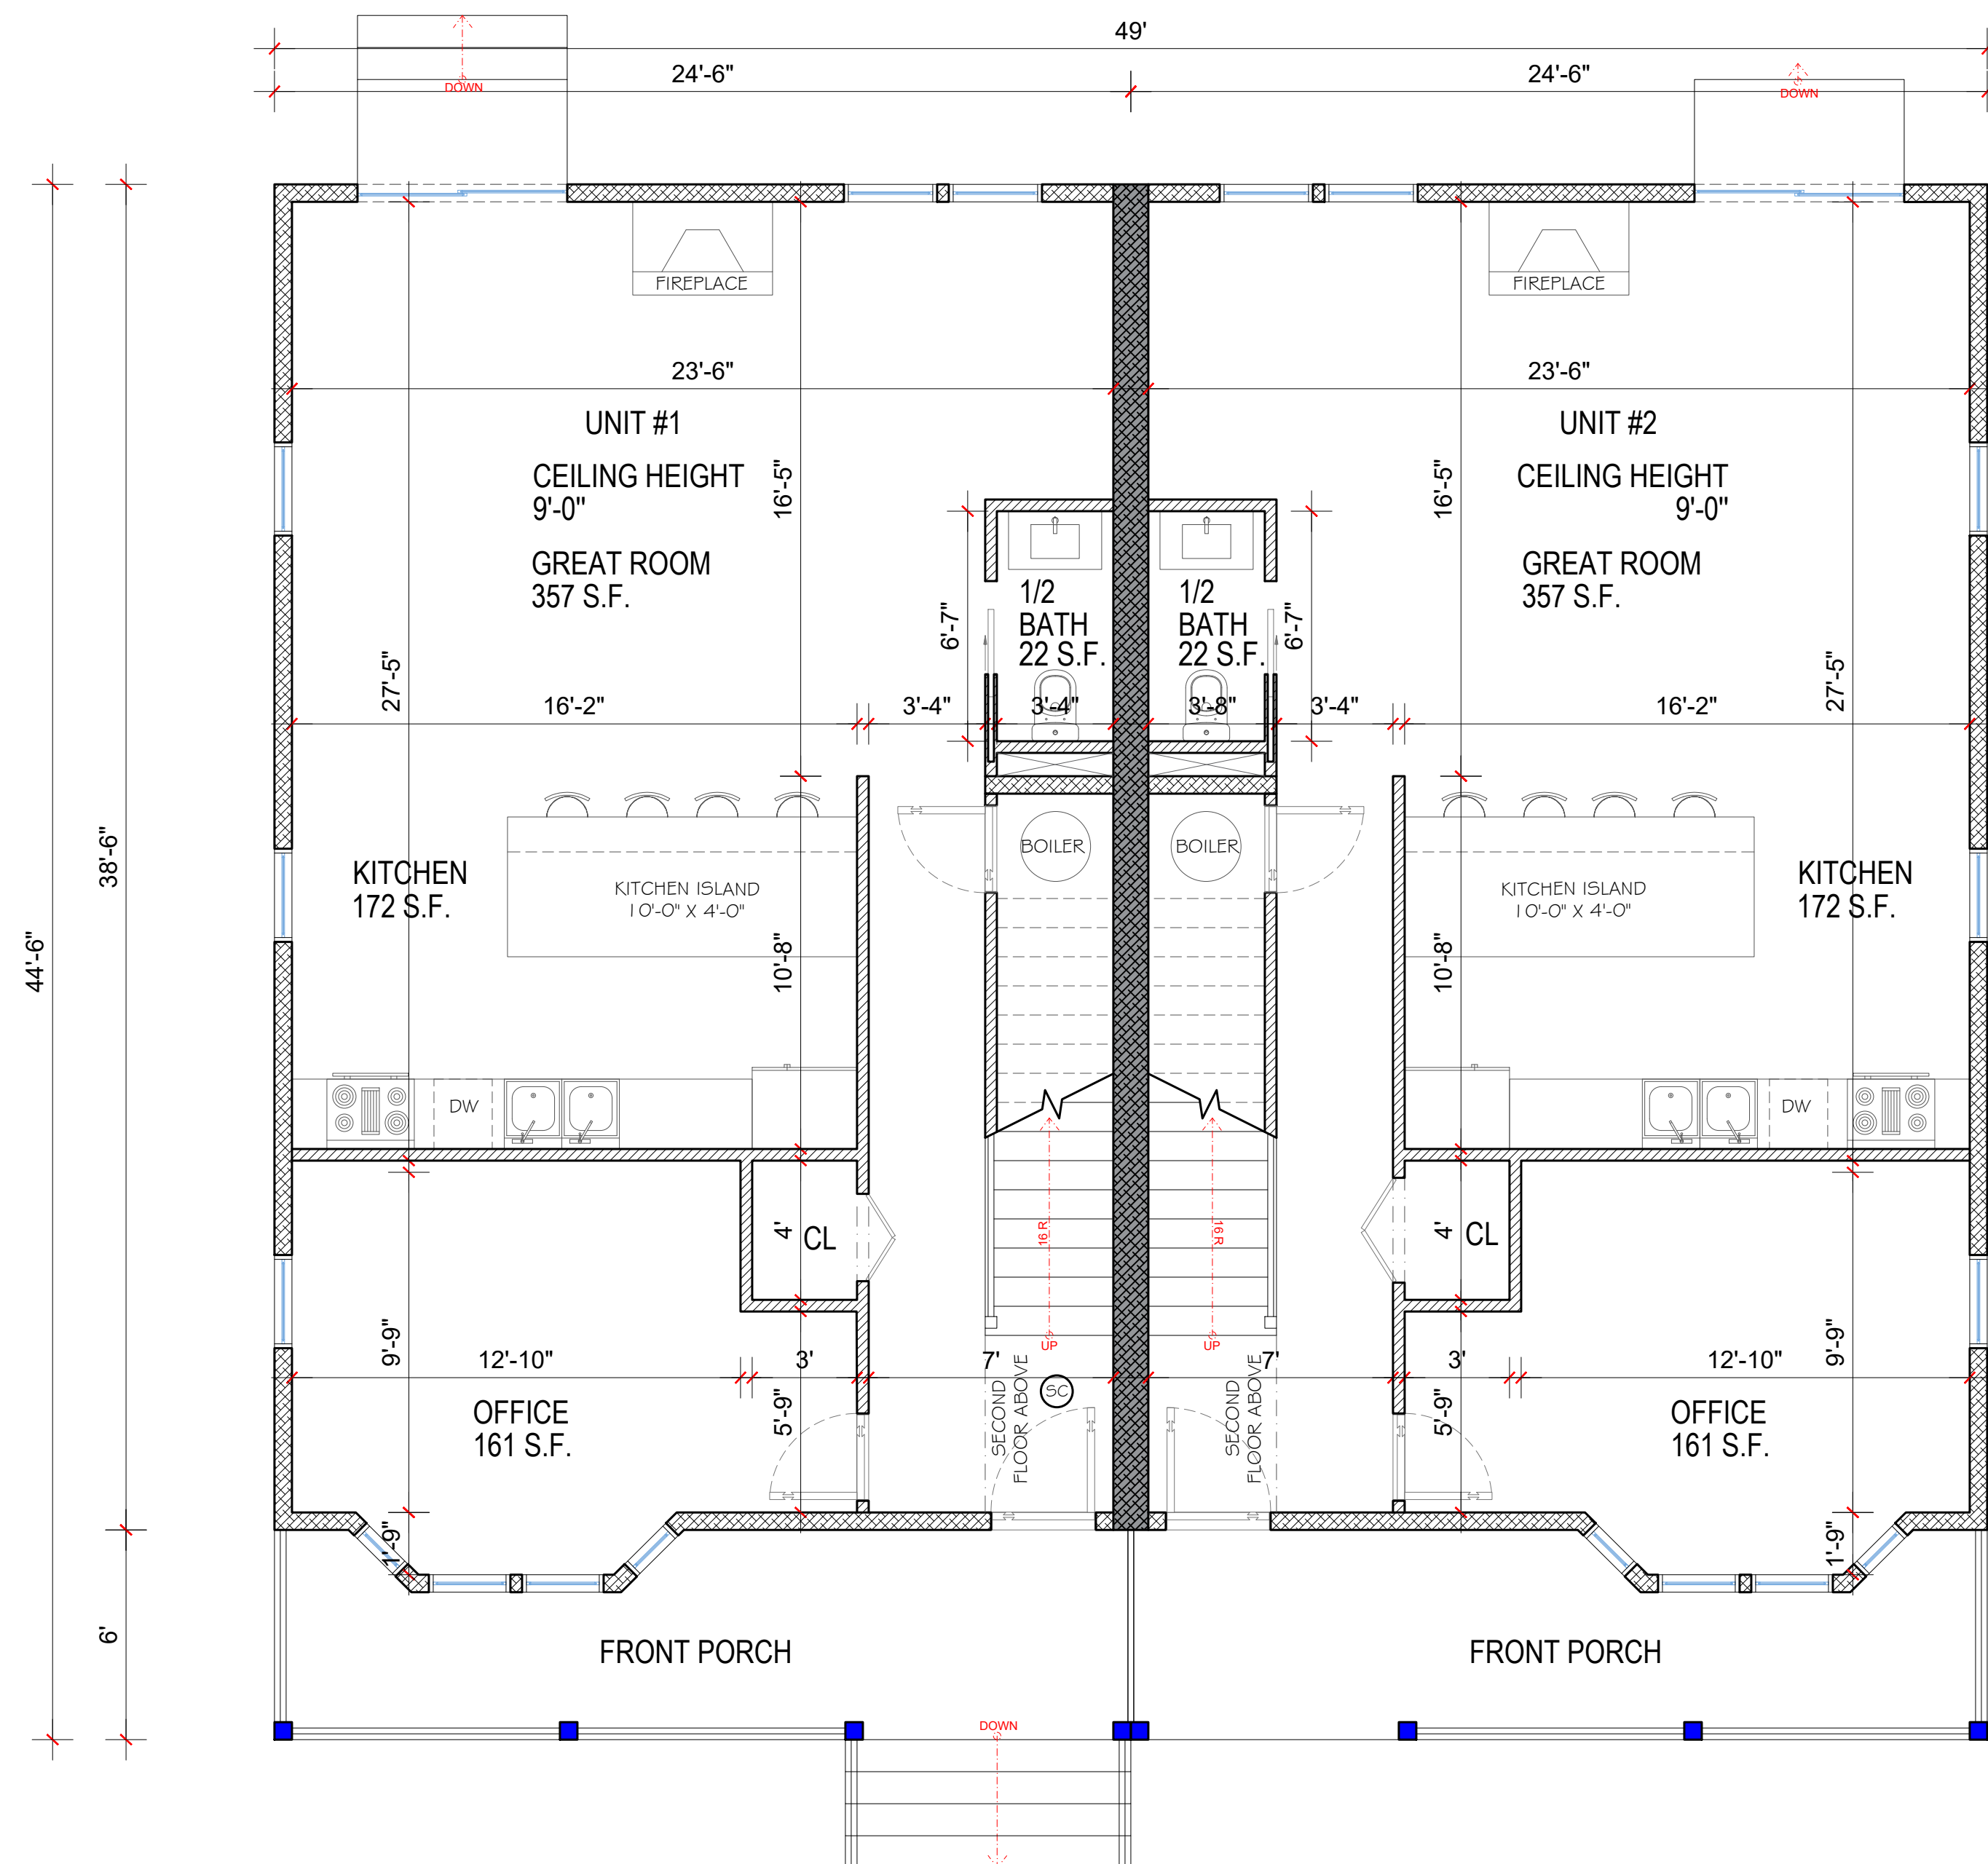 49'
24'-6"
24'-6"
DOWN
DOWN
FIREPLACE
FIREPLACE
23'-6"
23'-6"
UNIT #1
UNIT #2
CEILING HEIGHT
9'-0"
CEILING HEIGHT
9'-0"
16'-5"
16'-5"
GREAT ROOM
357 S.F.
GREAT ROOM
357 S.F.
1/2
BATH
22 S.F.
1/2
BATH
22 S.F.
6'-7"
6'-7"
27'-5"
27'-5"
16'-2"
3'-4"
3'-4"
3'-8"
3'-4"
16'-2"
38'-6"
44'-6"
BOILER
BOILER
KITCHEN
172 S.F.
KITCHEN ISLAND
10'-0" X 4'-0"
KITCHEN ISLAND
10'-0" X 4'-0"
KITCHEN
172 S.F.
10'-8"
10'-8"
DW
DW
4'
CL
16 R
16 R
4'
CL
9'-9"
9'-9"
UP
UP
12'-10"
3'
7'
7'
3'
12'-10"
SC
SECOND
FLOOR ABOVE
SECOND
FLOOR ABOVE
5'-9"
5'-9"
OFFICE
161 S.F.
OFFICE
161 S.F.
1'-9"
1'-9"
6'
FRONT PORCH
FRONT PORCH
DOWN